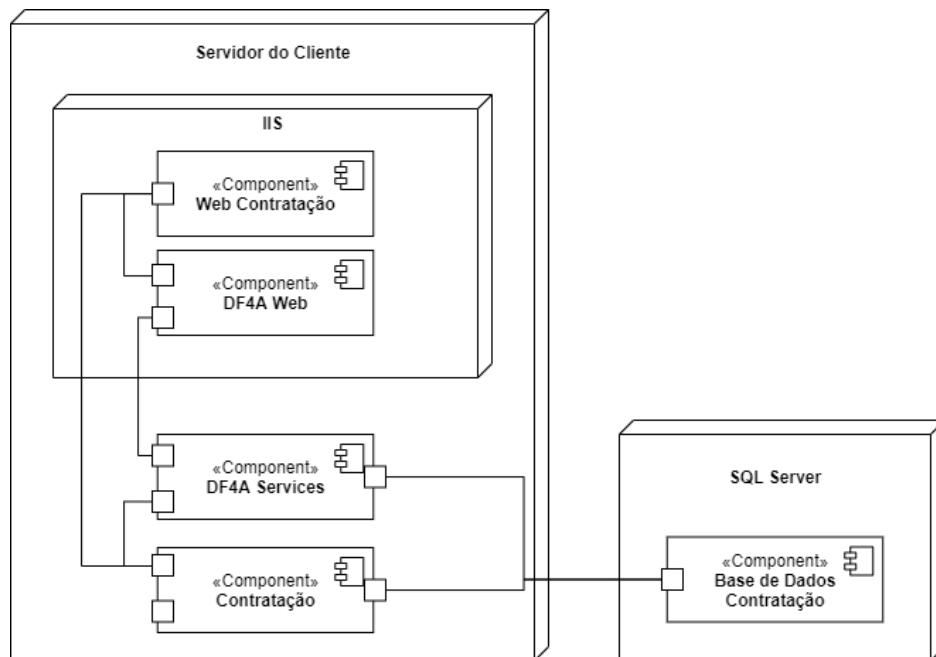 Servidor do Cliente
IIS
«Component»
Web Contratação
«Component»
DF4A Web
«Component»
DF4A Services
«Component»
Contratação
SQL Server
«Component»
Base de Dados
Contratação